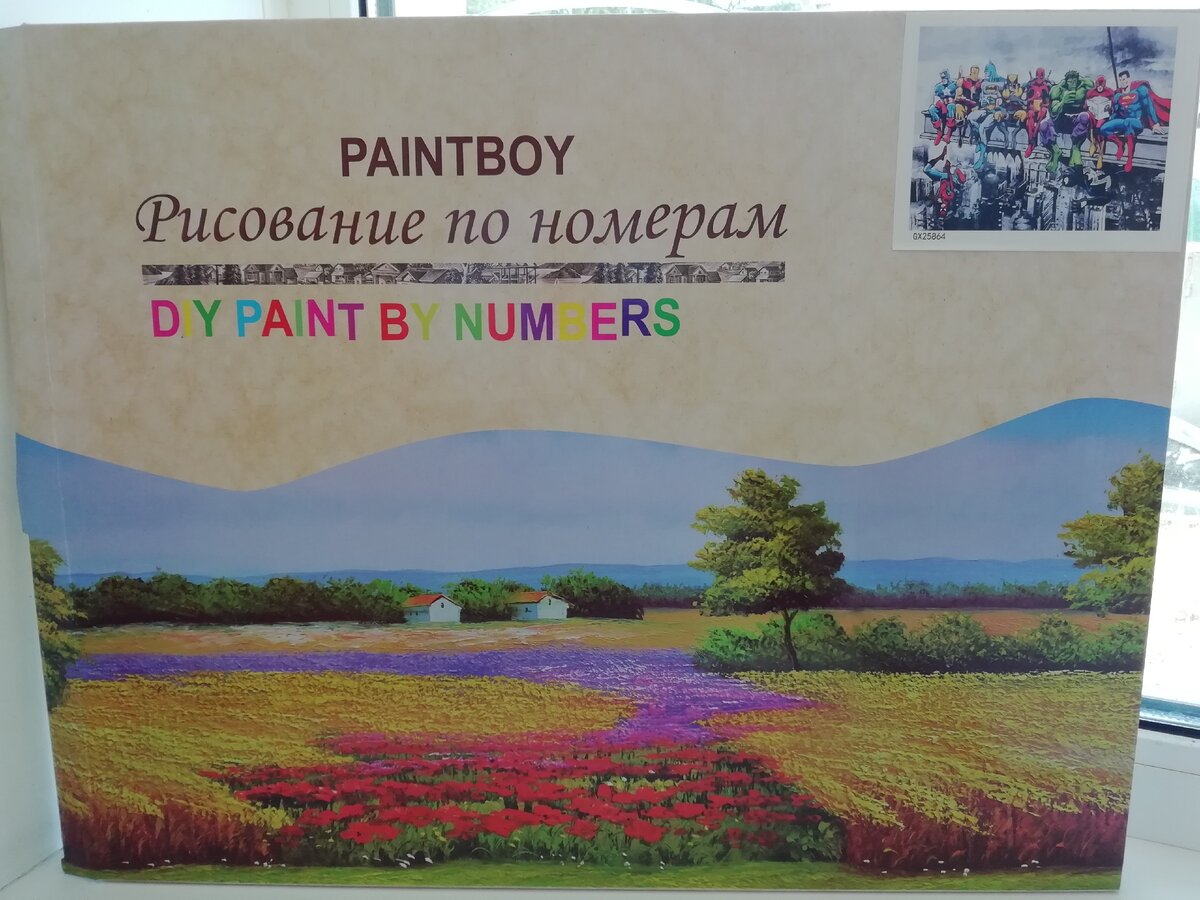 PAINTBOY
Рисование по номерам
DIY PAINT BY NUMBERS
GX25864